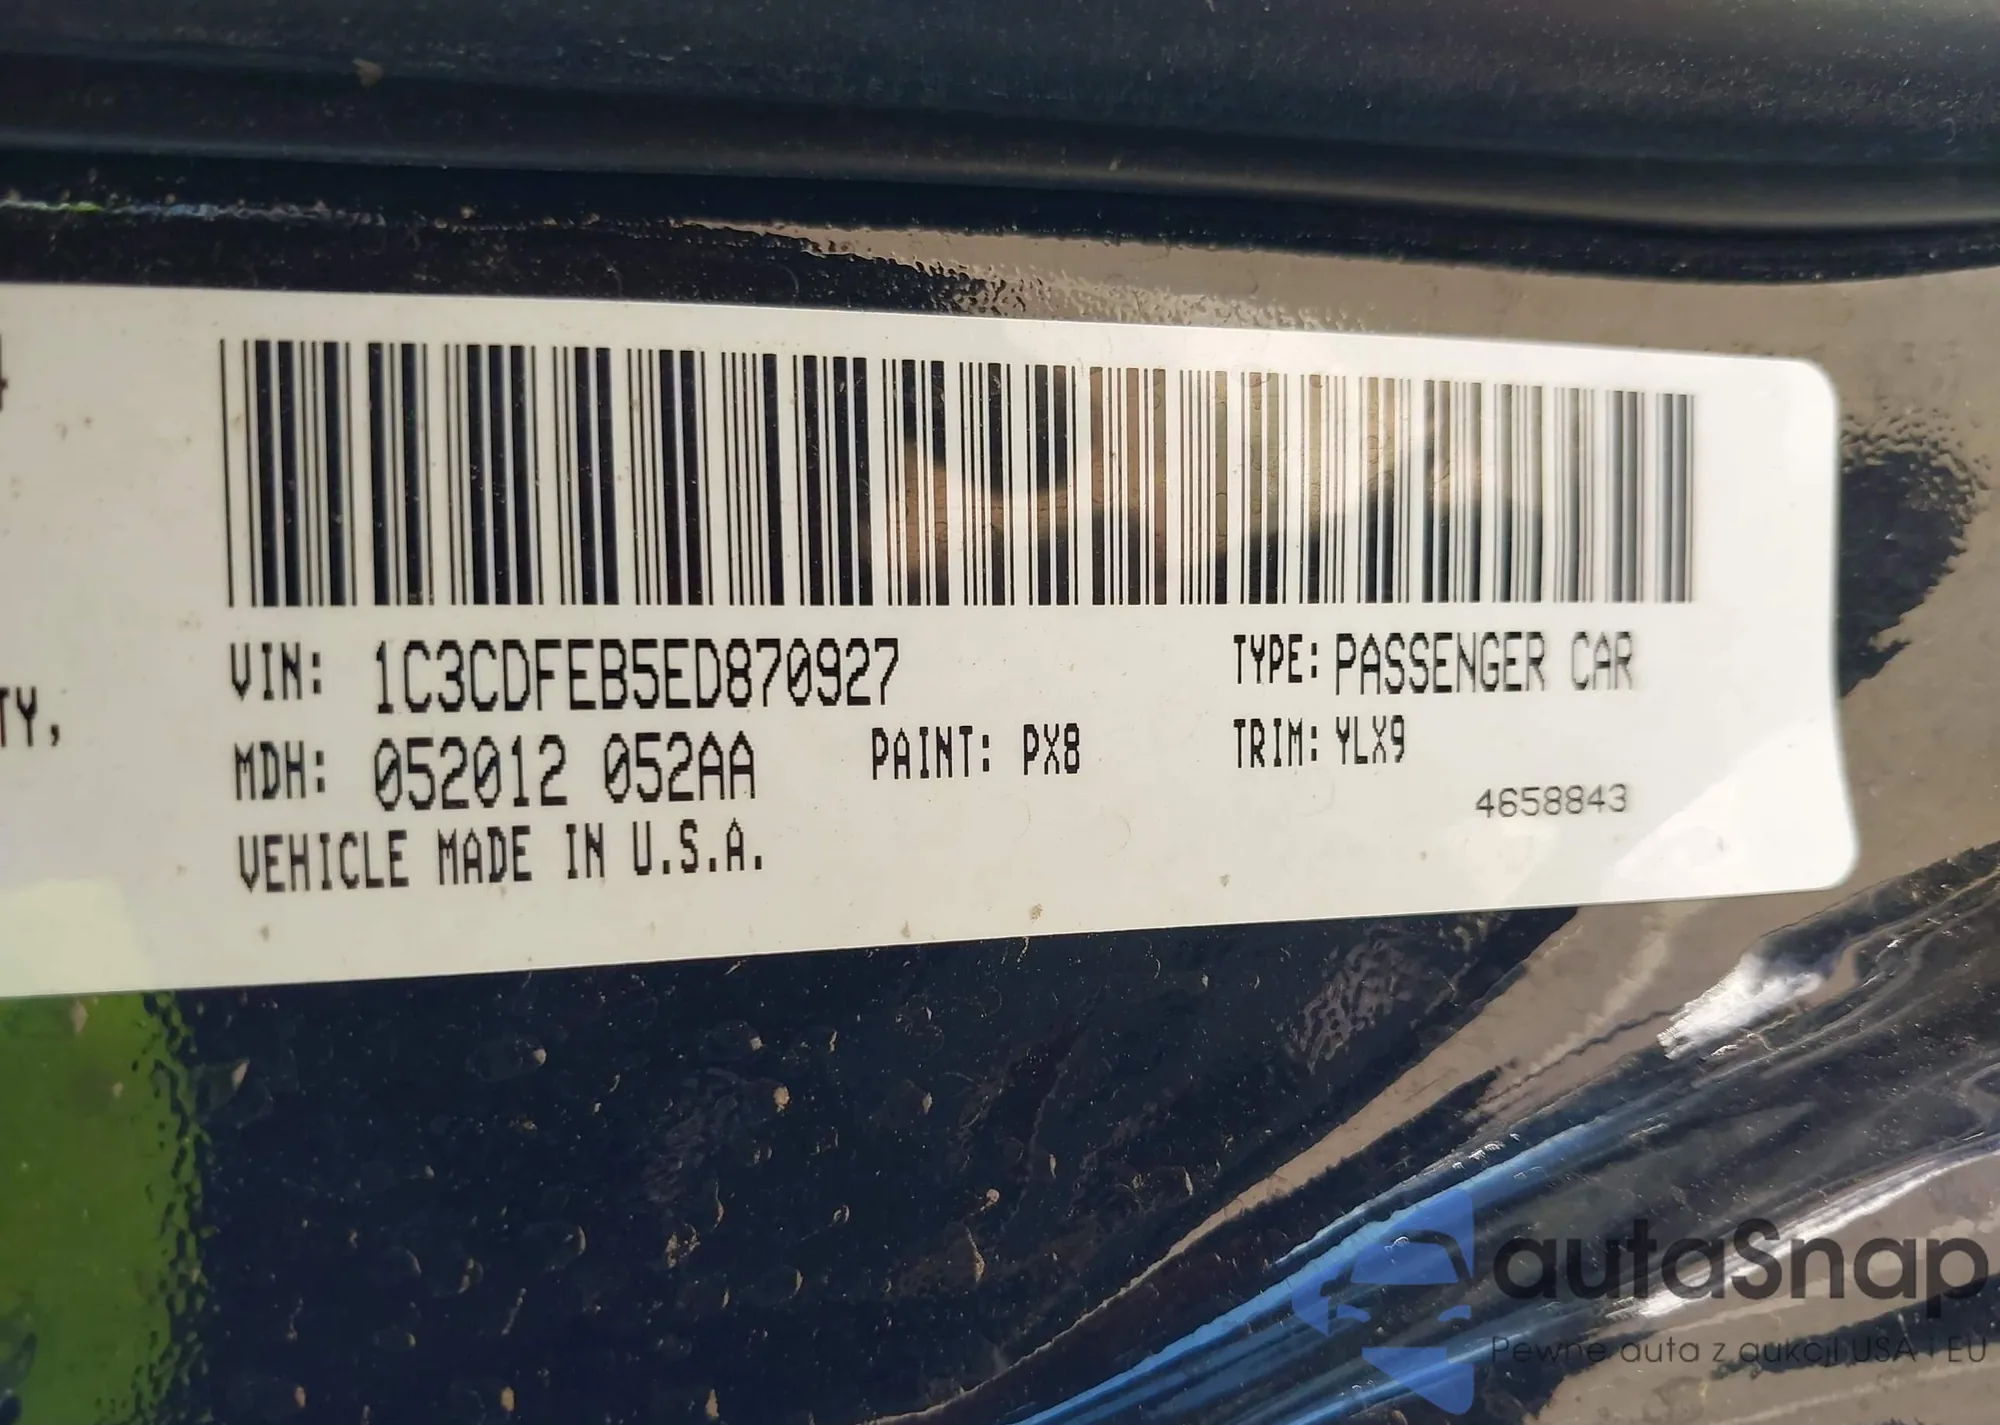 TY,
VIN: 1C3CDFEB5ED870927
TYPE: PASSENGER CAR
MDH: 052012 052AA
PAINT: PX8
TRIM: YLX9
4658843
VEHICLE MADE IN U.S.A.
autaSnap
Pewne auta z aukcji USA i EU